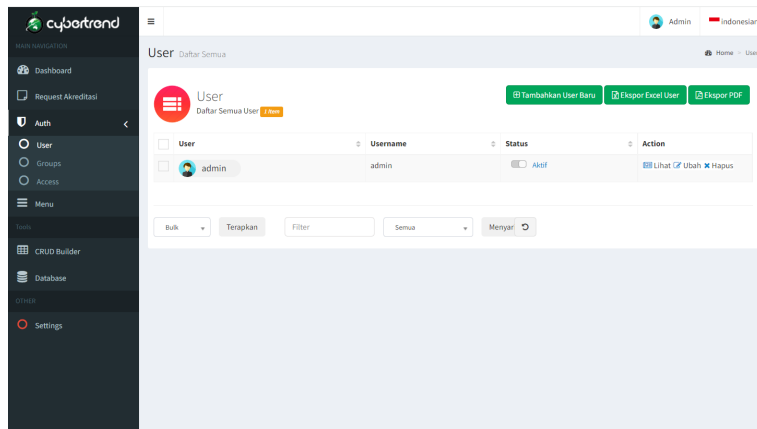 cybertrend
Admin
indonesian
MAIN NAVIGATION
Dashboard
Request Akreditasi
Auth
User
Groups
Access
Menu
Tools
CRUD Builder
Database
OTHER
Settings
User Daftar Semua
Home > User
User
Daftar Semua User 1 Item
Tambahkan User Baru
Ekspor Excel User
Ekspor PDF
User Username Status Action
admin admin Aktif Lihat Ubah Hapus
Bulk Terapkan Filter Semua Menyar